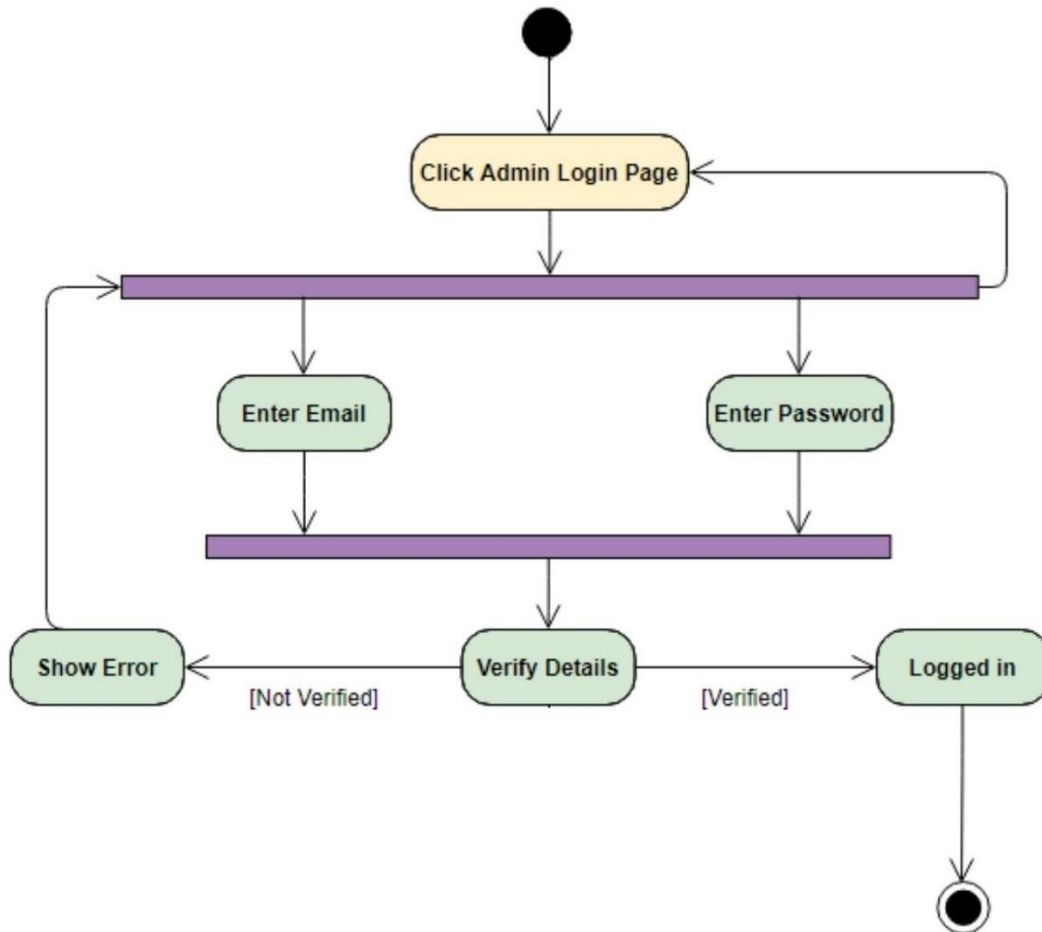 Click Admin Login Page
Enter Email
Enter Password
Show Error
Verify Details
Logged in
[Not Verified]
[Verified]